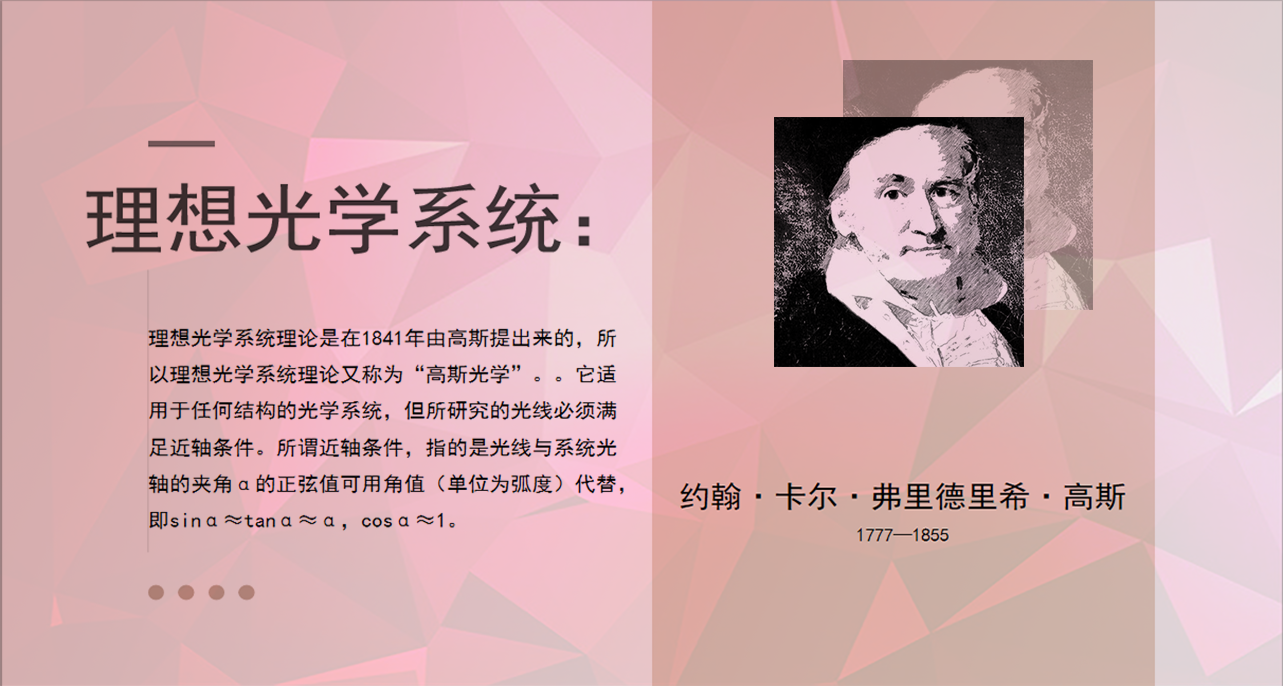 理想光学系统：
理想光学系统理论是在1841年由高斯提出来的，所
以理想光学系统理论又称为“高斯光学”。。它适
用于任何结构的光学系统，但所研究的光线必须满
足近轴条件。所谓近轴条件，指的是光线与系统光
轴的夹角α的正弦值可用角值（单位为弧度）代替，
即sinα≈tanα≈α，cosα≈1。
约翰·卡尔·弗里德里希·高斯
1777—1855